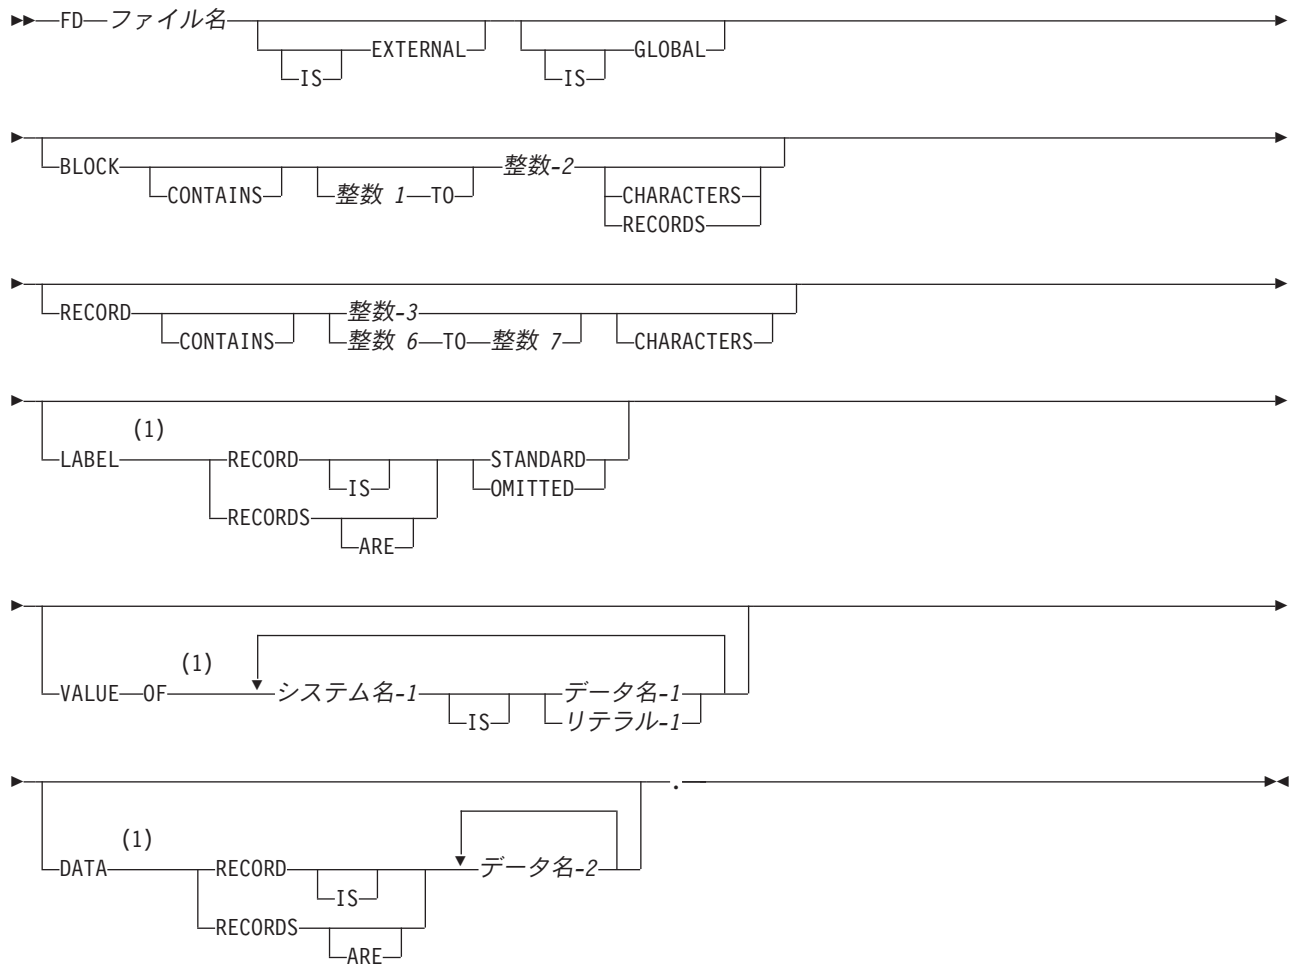 FD ファイル名
EXTERNAL GLOBAL
IS IS
BLOCK 整数-2
CONTAINS 整数 1 TO CHARACTERS
RECORDS
RECORD 整数-3
CONTAINS 整数 6 TO 整数 7 CHARACTERS
(1)
LABEL RECORD STANDARD
IS OMITTED
RECORDS
ARE
(1)
VALUE OF システム名-1 データ名-1
IS リテラル-1
.
(1)
DATA RECORD データ名-2
IS
RECORDS
ARE